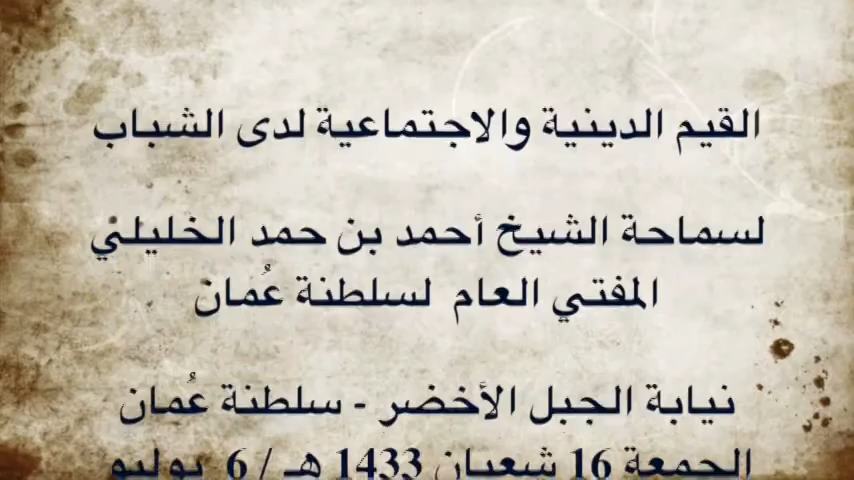 القيم الدينية والاجتماعية لدى الشباب
لسماحة الشيخ أحمد بن حمد الخليلي
المفتي العام لسلطنة عُمان
نيابة الجبل الأخضر - سلطنة عُمان
الجمعة 16 شعبان 1433 هـ / 6 يوليو